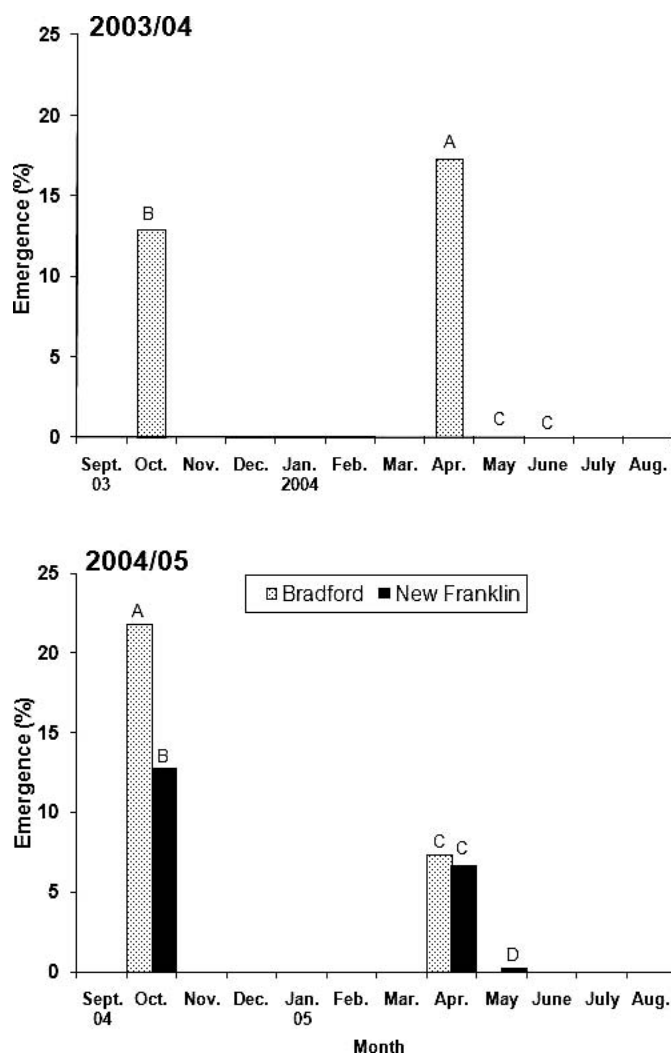 2003/04
25
20
15
10
5
0
Emergence (%)
B
A
C
C
Sept. Oct. Nov. Dec. Jan. Feb. Mar. Apr. May June July Aug.
03 2004
2004/05
25
20
15
10
5
0
Emergence (%)
Bradford New Franklin
A
B
C
C
D
Sept. Oct. Nov. Dec. Jan. Feb. Mar. Apr. May June July Aug.
04 05
Month